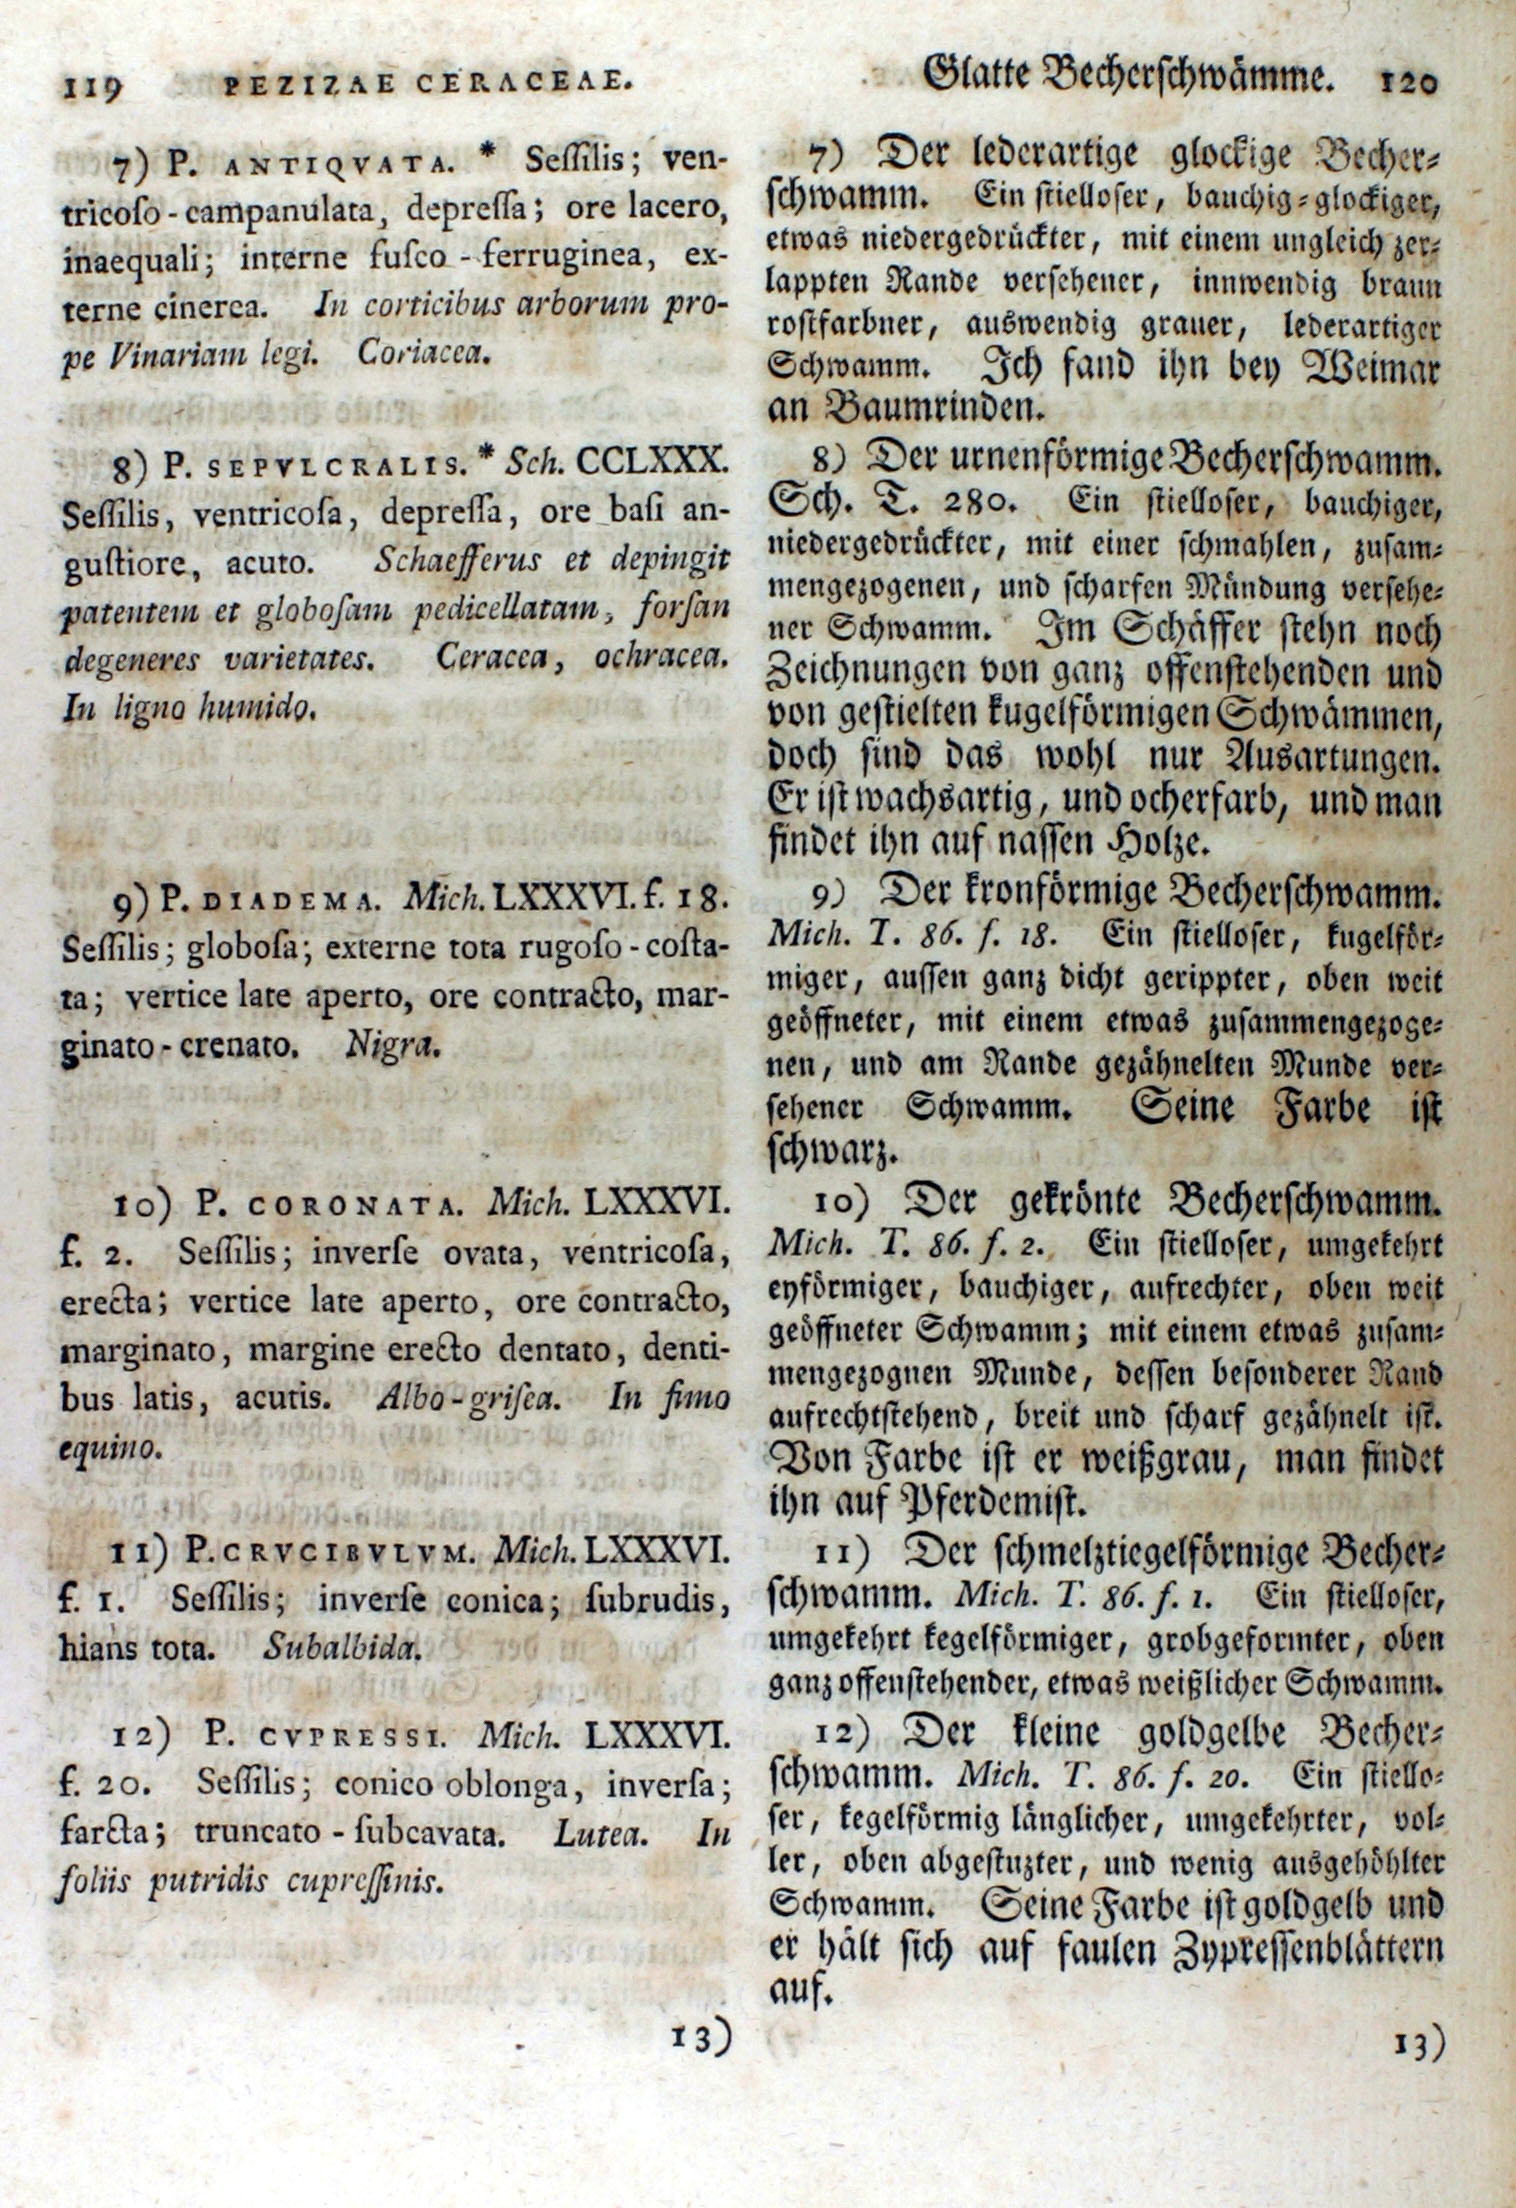 119 PEZIZAE CERACEAE.
7) P. ANTIQVATA. * Seſſilis; ven-
tricoſo-campanulata, depreſſa; ore lacero,
inaequali; interne fuſco-ferruginea, ex-
terne cinerea. In corticibus arborum pro-
pe Vinariam legi. Coriacea.
8) P. SEPVLCRALIS. * Sch. CCLXXX.
Seſſilis, ventricoſa, depreſſa, ore baſi an-
guſtiore, acuto. Schaefferus et depingit
patentem et globoſam pedicellatam, forſan
degeneres varietates. Ceracea, ochracea.
In ligno humido.
9) P. DIADEMA. Mich. LXXXVI. f. 18.
Seſſilis; globoſa; externe tota rugoſo-coſta-
ta; vertice late aperto, ore contracto, mar-
ginato-crenato. Nigra.
10) P. CORONATA. Mich. LXXXVI.
f. 2. Seſſilis; inverſe ovata, ventricoſa,
erecta; vertice late aperto, ore contracto,
marginato, margine erecto dentato, denti-
bus latis, acutis. Albo-griſea. In fimo
equino.
11) P. CRVCIBVLVM. Mich. LXXXVI.
f. 1. Seſſilis; inverſe conica; ſubrudis,
hians tota. Subalbida.
12) P. CVPRESSI. Mich. LXXXVI.
f. 20. Seſſilis; conico oblonga, inverſa;
farcta; truncato-ſubcavata. Lutea. In
foliis putridis cupreſſinis.
13)
Glatte Becherſchwämme. 120
7) Der lederartige glockige Becher-
ſchwamm. Ein ſtielloſer, bauchig-glockiger,
etwas niedergedrückter, mit einem ungleich zer-
lappten Rande verſehener, innwendig braun
roſtfarbner, auswendig grauer, lederartiger
Schwamm. Ich fand ihn bey Weimar
an Baumrinden.
8) Der urnenförmige Becherſchwamm.
Sch. T. 280. Ein ſtielloſer, bauchiger,
niedergedrückter, mit einer ſchmahlen, zuſam-
mengezogenen, und ſcharfen Mündung verſehe-
ner Schwamm. Im Schäffer ſtehn noch
Zeichnungen von ganz offenſtehenden und
von geſtielten kugelförmigen Schwämmen,
doch ſind das wohl nur Ausartungen.
Er iſt wachsartig, und ocherfarb, und man
findet ihn auf naſſen Holze.
9) Der kronförmige Becherſchwamm.
Mich. T. 86. f. 18. Ein ſtielloſer, kugelför-
miger, auſſen ganz dicht gerippter, oben weit
geöffneter, mit einem etwas zuſammengezoge-
nen, und am Rande gezähnelten Munde ver-
ſehener Schwamm. Seine Farbe iſt
ſchwarz.
10) Der gekrönte Becherſchwamm.
Mich. T. 86. f. 2. Ein ſtielloſer, umgekehrt
eyförmiger, bauchiger, aufrechter, oben weit
geöffneter Schwamm; mit einem etwas zuſam-
mengezognen Munde, deſſen beſonderer Rand
aufrechtſtehend, breit und ſcharf gezähnelt iſt.
Von Farbe iſt er weißgrau, man findet
ihn auf Pferdemiſt.
11) Der ſchmelztiegelförmige Becher-
ſchwamm. Mich. T. 86. f. 1. Ein ſtielloſer,
umgekehrt kegelförmiger, grobgeformter, oben
ganz offenſtehender, etwas weißlicher Schwamm.
12) Der kleine goldgelbe Becher-
ſchwamm. Mich. T. 86. f. 20. Ein ſtiello-
ſer, kegelförmig länglicher, umgekehrter, vol-
ler, oben abgeſtuzter, und wenig ausgehöhlter
Schwamm. Seine Farbe iſt goldgelb und
er hält ſich auf faulen Zypreſſenblättern
auf.
13)